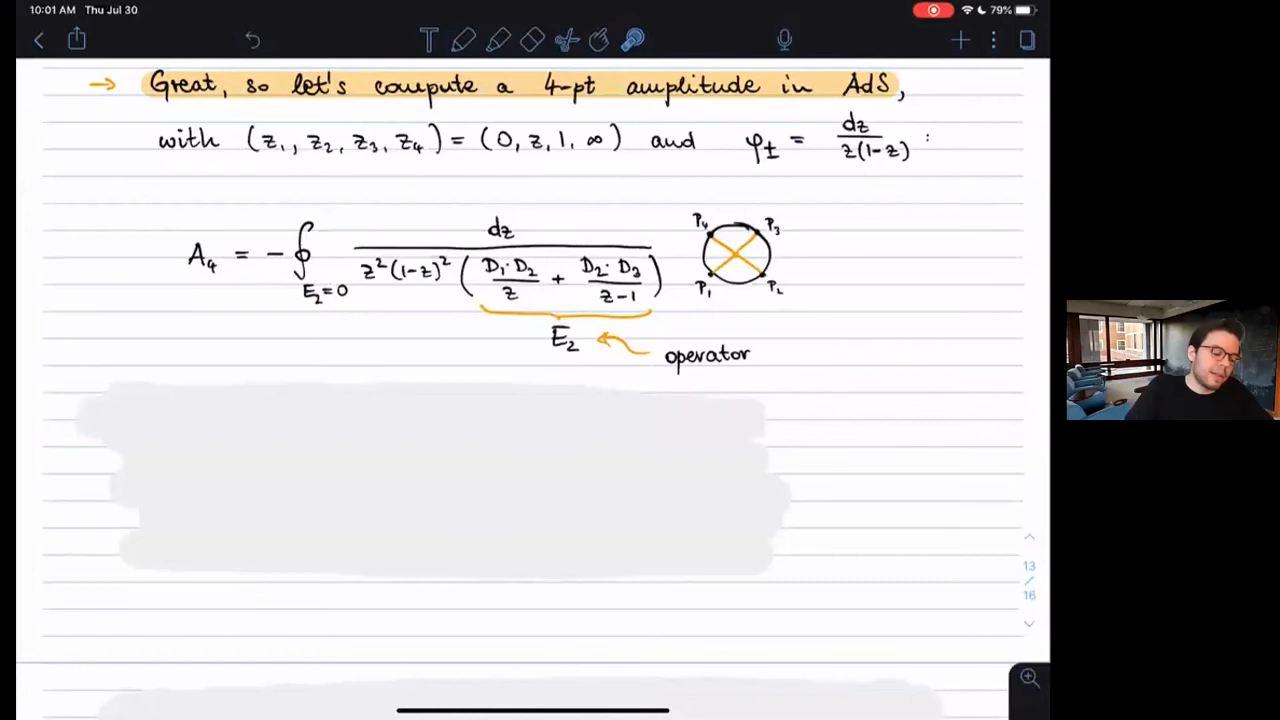 10:01 AM Thu Jul 30
79%
→ Great, so let's compute a 4-pt amplitude in AdS,
with (z₁, z₂, z₃, z₄) = (0, z, 1, ∞) and φ± = dz / z(1-z) :
A₄ = - ∮_{E₂=0} dz / z²(1-z)² ( D₁·D₂ / z + D₂·D₃ / z-1 )
P₄ P₃
P₁ P₂
E₂
operator
13
/
16